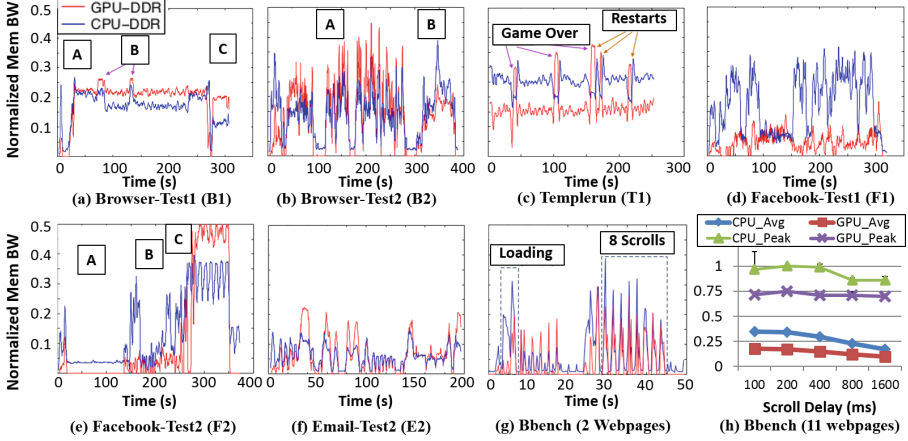 GPU-DDR
CPU-DDR
Normalized Mem BW
0.5
0.4
0.3
0.2
0.1
A
B
C
0 100 200 300
Time (s)
(a) Browser-Test1 (B1)
A
B
0 100 200 300 400
Time (s)
(b) Browser-Test2 (B2)
Game Over
Restarts
0 100 200 300
Time (s)
(c) Templerun (T1)
0 100 200 300 400
Time (s)
(d) Facebook-Test1 (F1)
Normalized Mem BW
0.5
0.4
0.3
0.2
0.1
A
B
C
0 100 200 300 400
Time (s)
(e) Facebook-Test2 (F2)
0 50 100 150 200
Time (s)
(f) Email-Test2 (E2)
Loading
8 Scrolls
0 10 20 30 40 50
Time (s)
(g) Bbench (2 Webpages)
CPU_Avg GPU_Avg
CPU_Peak GPU_Peak
1
0.75
0.5
0.25
0
100 200 400 800 1600
Scroll Delay (ms)
(h) Bbench (11 webpages)